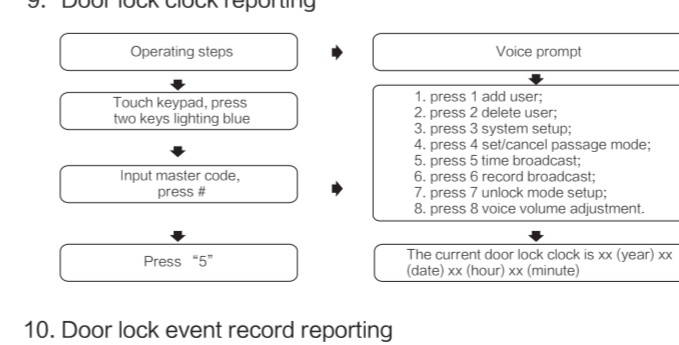 9. Door lock clock reporting
Operating steps
Voice prompt
Touch keypad, press
two keys lighting blue
1. press 1 add user;
2. press 2 delete user;
3. press 3 system setup;
4. press 4 set/cancel passage mode;
5. press 5 time broadcast;
6. press 6 record broadcast;
7. press 7 unlock mode setup;
8. press 8 voice volume adjustment.
Input master code,
press #
Press “5”
The current door lock clock is xx (year) xx
(date) xx (hour) xx (minute)
10. Door lock event record reporting